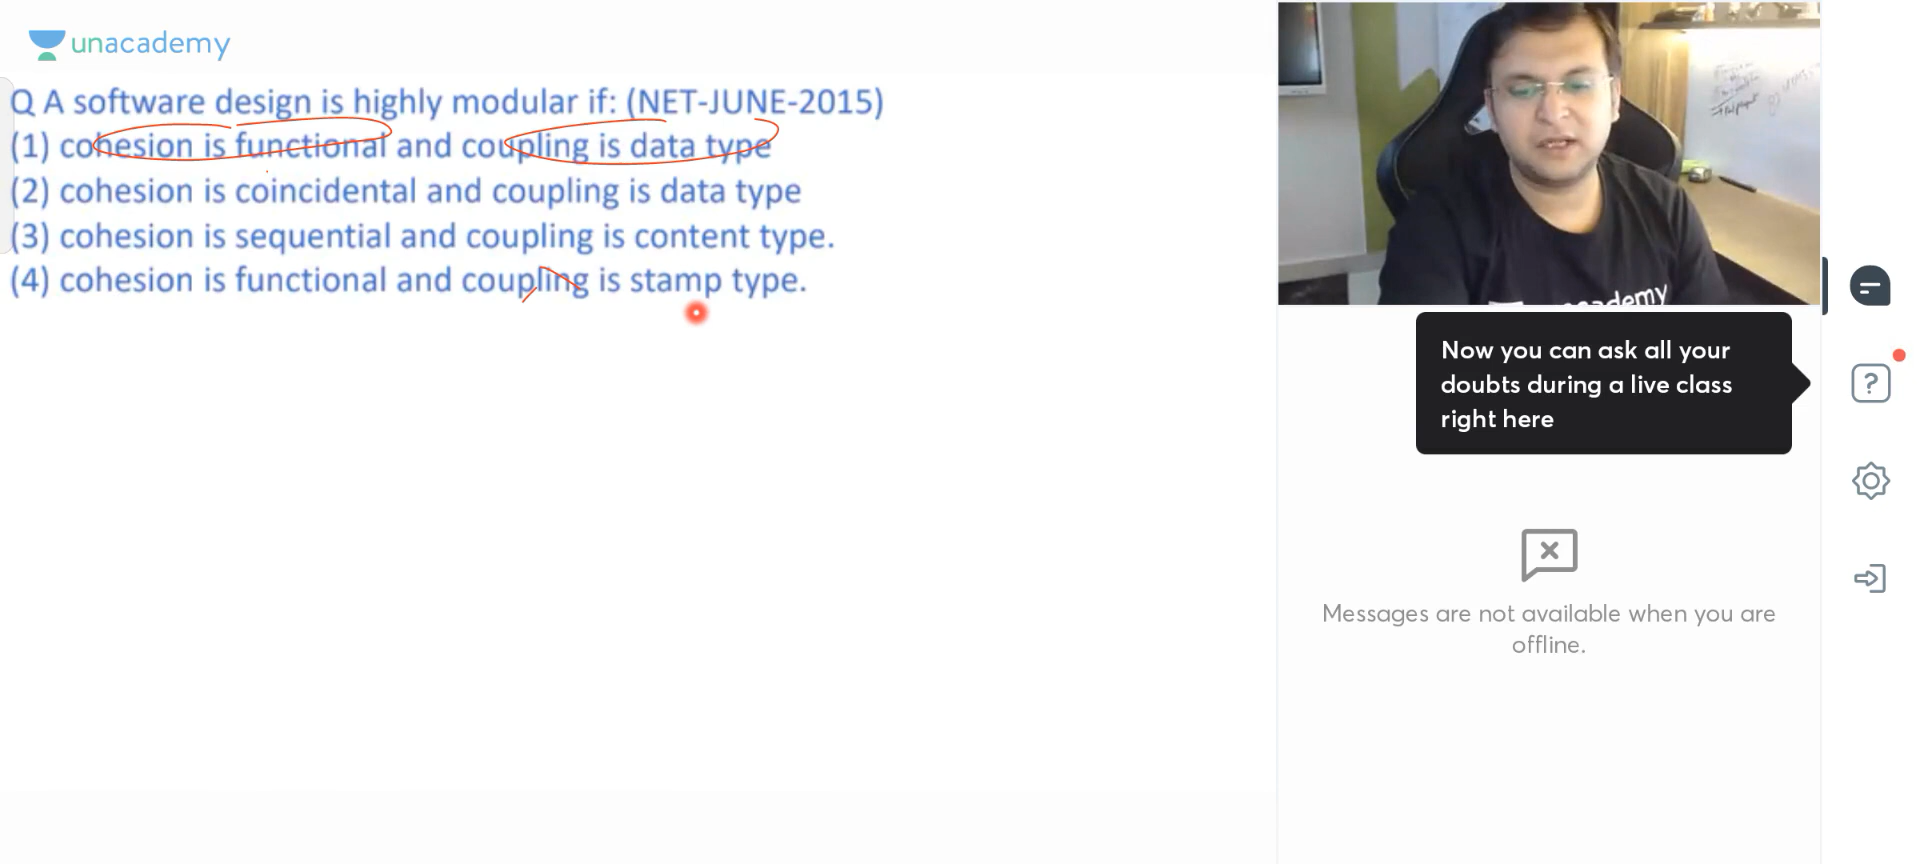 unacademy
Q A software design is highly modular if: (NET-JUNE-2015)
(1) cohesion is functional and coupling is data type
(2) cohesion is coincidental and coupling is data type
(3) cohesion is sequential and coupling is content type.
(4) cohesion is functional and coupling is stamp type.
Now you can ask all your
doubts during a live class
right here
Messages are not available when you are
offline.